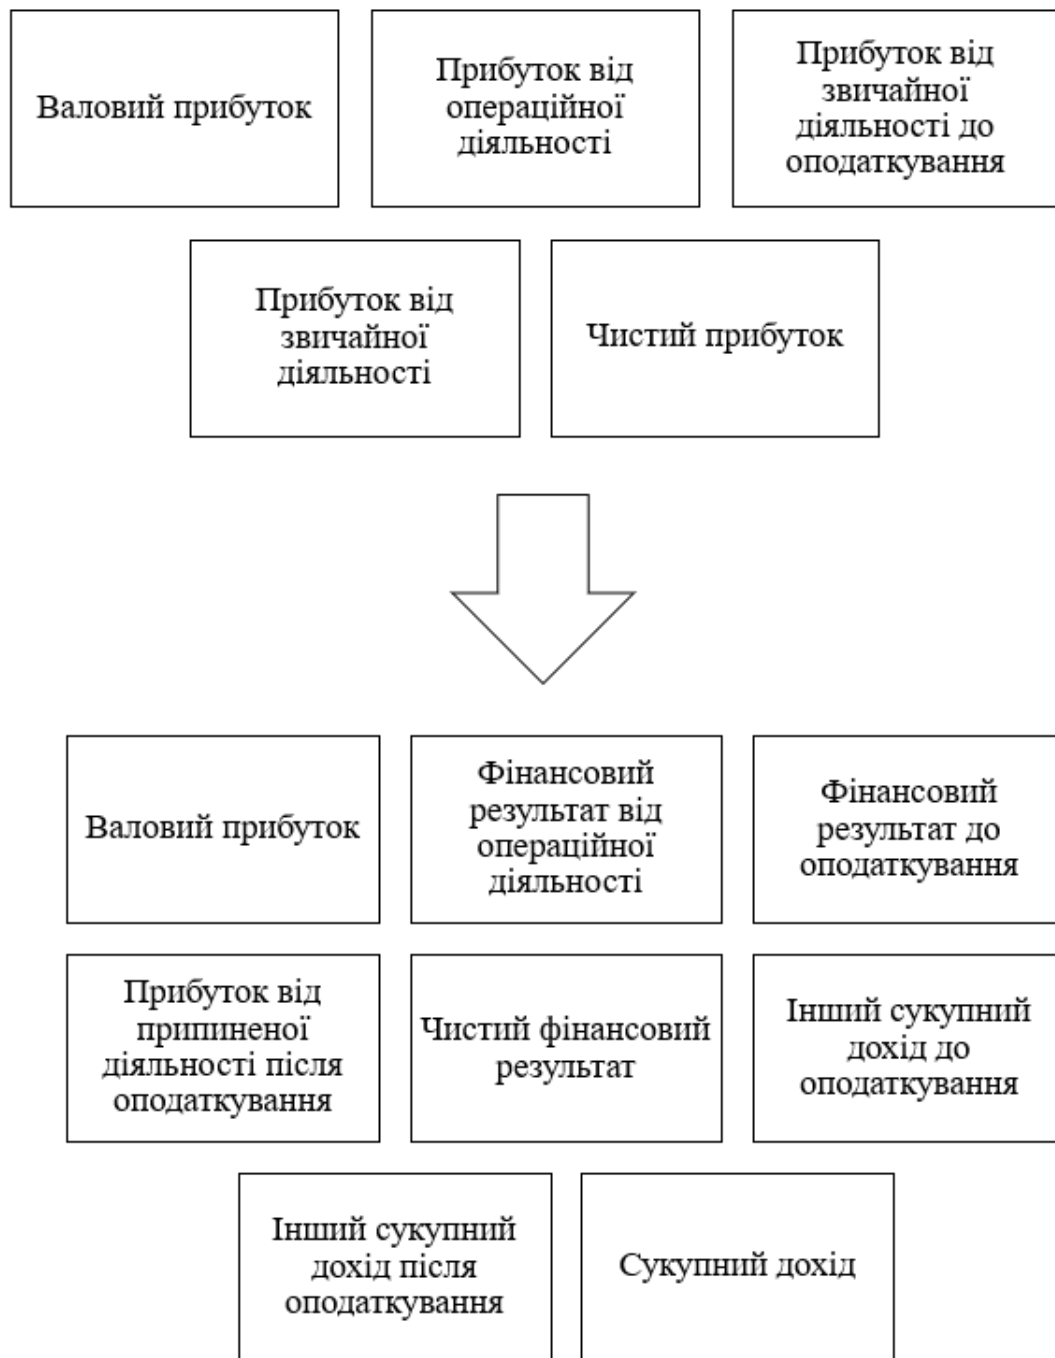 Валовий прибуток
Прибуток від
операційної
діяльності
Прибуток від
звичайної
діяльності до
оподаткування
Прибуток від
звичайної
діяльності
Чистий прибуток
Валовий прибуток
Фінансовий
результат від
операційної
діяльності
Фінансовий
результат до
оподаткування
Прибуток від
припиненої
діяльності після
оподаткування
Чистий фінансовий
результат
Інший сукупний
дохід до
оподаткування
Інший сукупний
дохід після
оподаткування
Сукупний дохід